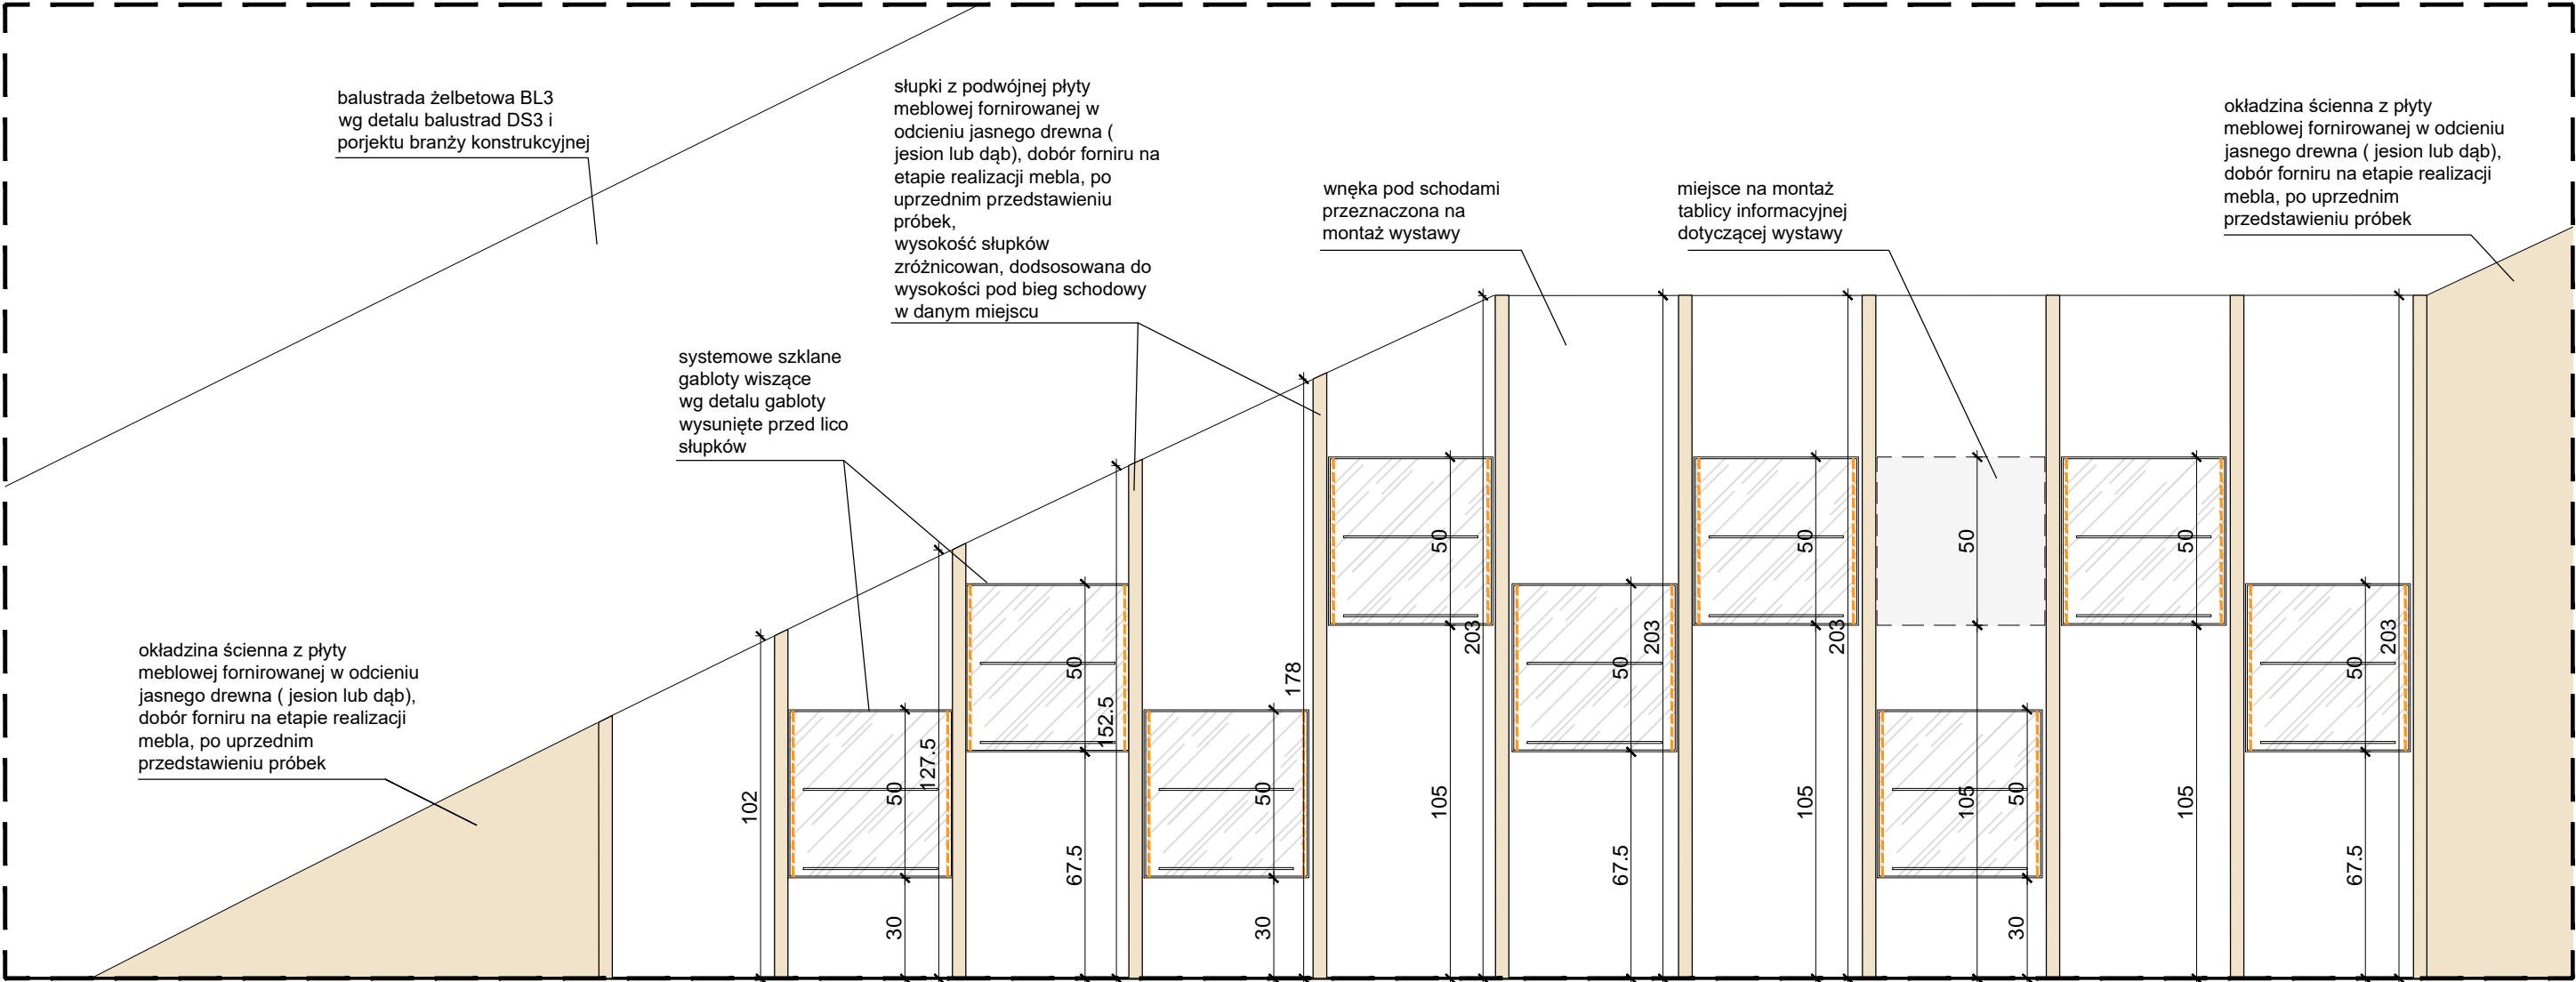 balustrada żelbetowa BL3
wg detalu balustrad DS3 i
porjektu branży konstrukcyjnej
słupki z podwójnej płyty
meblowej fornirowanej w
odcieniu jasnego drewna (
jesion lub dąb), dobór forniru na
etapie realizacji mebla, po
uprzednim przedstawieniu
próbek,
wysokość słupków
zróżnicowan, dodsosowana do
wysokości pod bieg schodowy
w danym miejscu
wnęka pod schodami
przeznaczona na
montaż wystawy
miejsce na montaż
tablicy informacyjnej
dotyczącej wystawy
okładzina ścienna z płyty
meblowej fornirowanej w odcieniu
jasnego drewna ( jesion lub dąb),
dobór forniru na etapie realizacji
mebla, po uprzednim
przedstawieniu próbek
systemowe szklane
gabloty wiszące
wg detalu gabloty
wysunięte przed lico
słupków
okładzina ścienna z płyty
meblowej fornirowanej w odcieniu
jasnego drewna ( jesion lub dąb),
dobór forniru na etapie realizacji
mebla, po uprzednim
przedstawieniu próbek
102
50
30
127.5
50
67.5
152.5
50
30
178
50
105
203
50
67.5
203
50
105
203
50
105
50
30
50
105
50
67.5
203